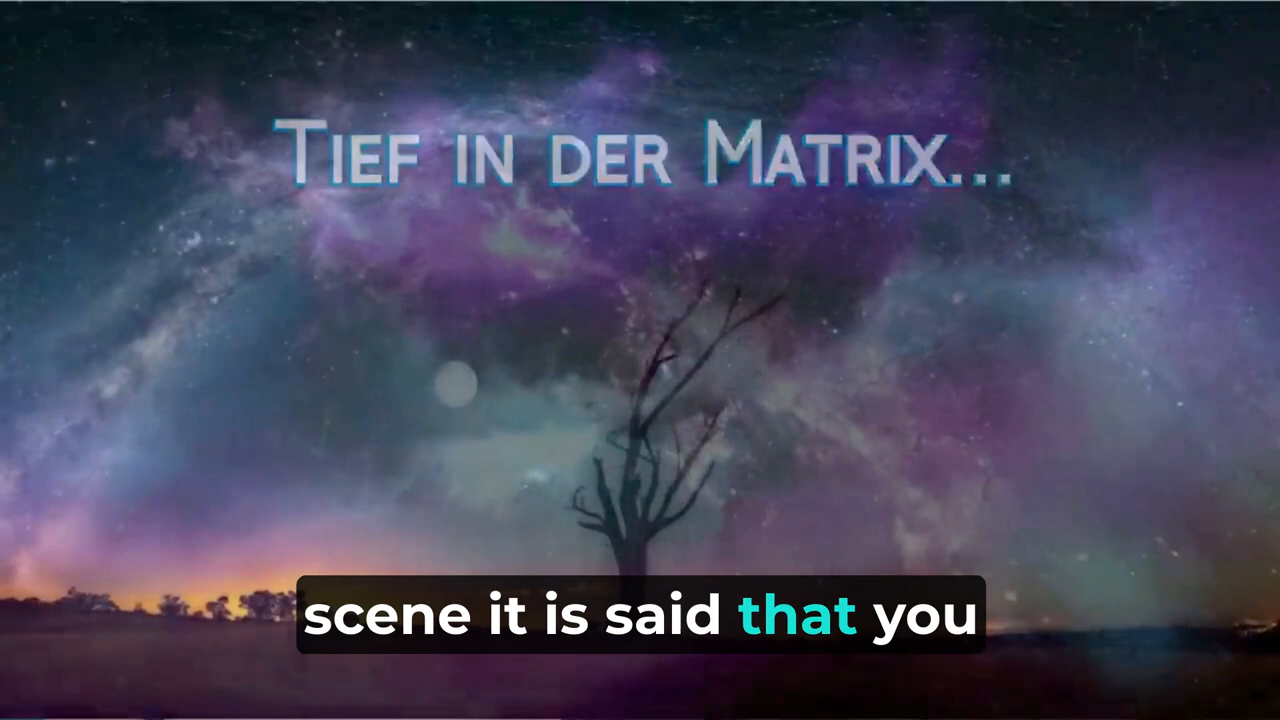 Tief in der Matrix...
scene it is said that you